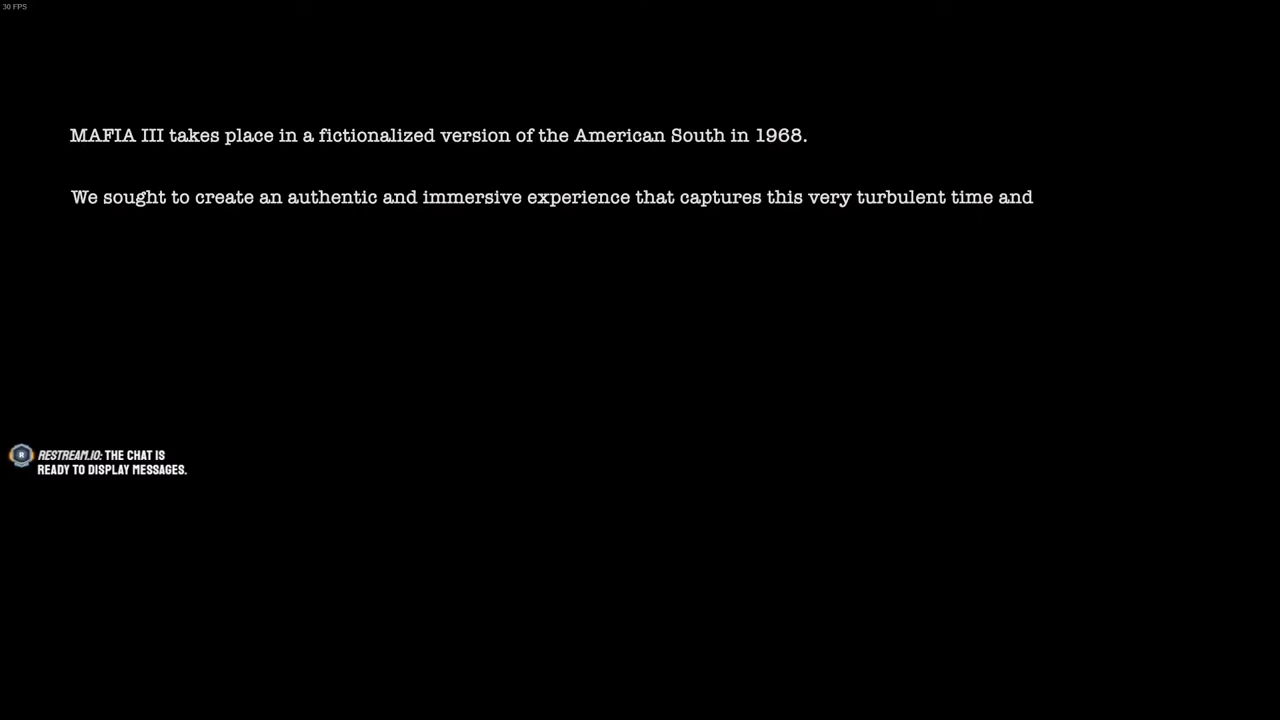 30 FPS
MAFIA III takes place in a fictionalized version of the American South in 1968.
We sought to create an authentic and immersive experience that captures this very turbulent time and
R
RESTREAM.IO: THE CHAT IS
READY TO DISPLAY MESSAGES.